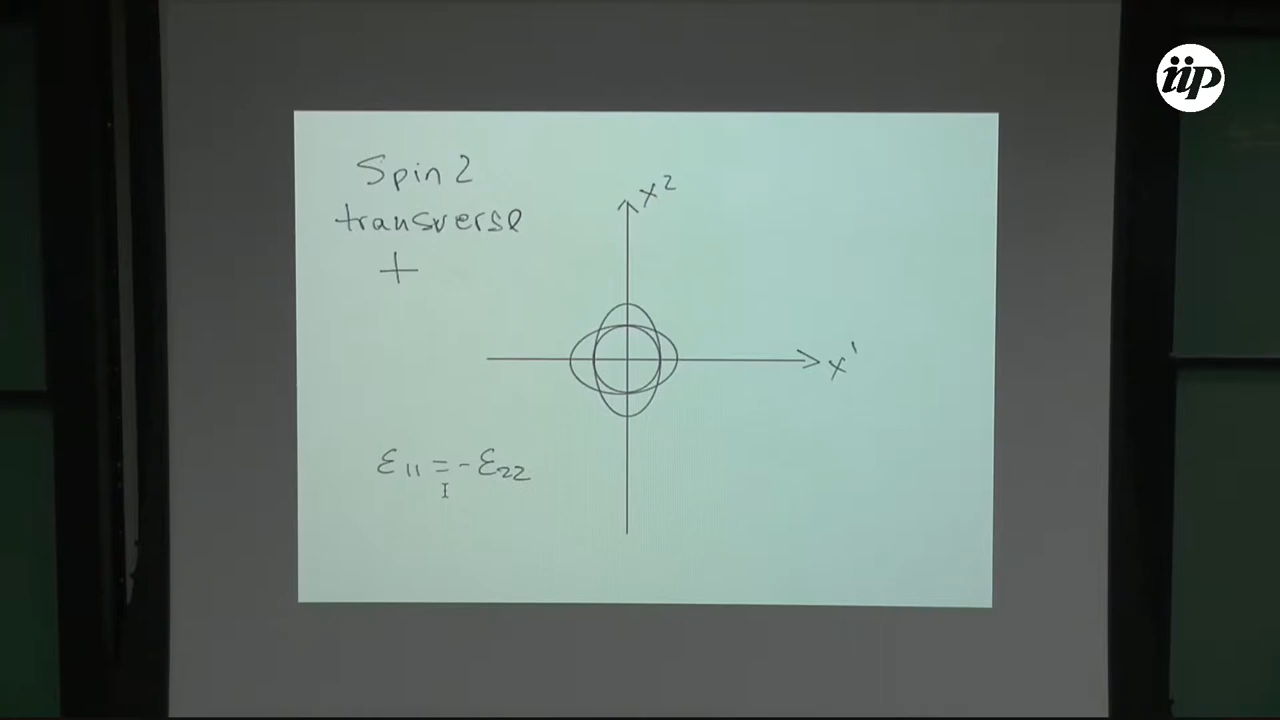 iip
Spin 2
transverse
+
x²
x¹
ε₁₁ = -ε₂₂